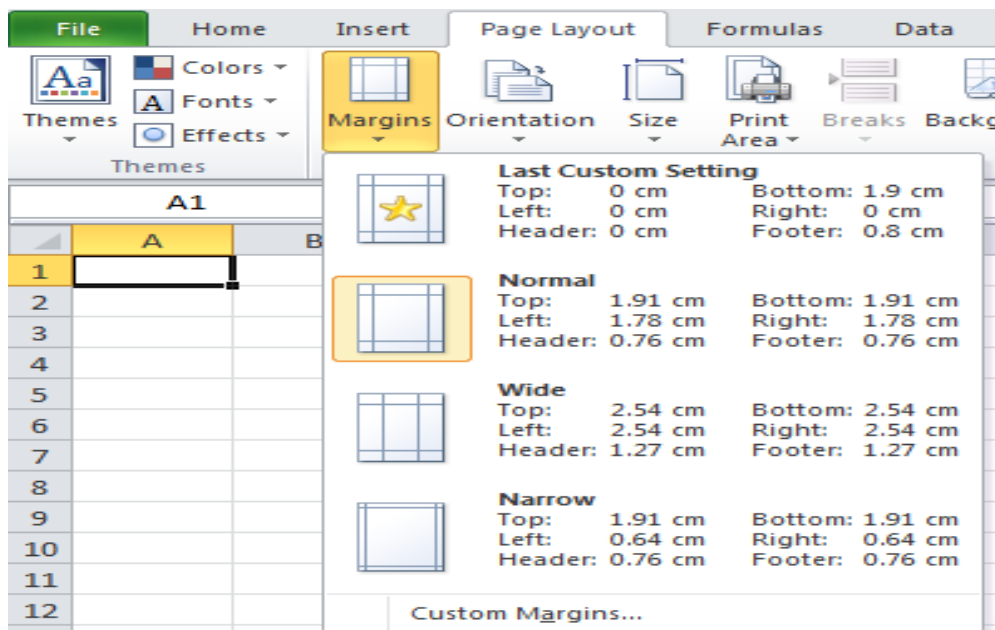 File Home Insert Page Layout Formulas Data
Aa
Themes
Colors
A Fonts
Effects
Themes
Margins Orientation Size Print Area Breaks
A1
A B
1
2
3
4
5
6
7
8
9
10
11
12
Last Custom Setting
Top: 0 cm Bottom: 1.9 cm
Left: 0 cm Right: 0 cm
Header: 0 cm Footer: 0.8 cm
Normal
Top: 1.91 cm Bottom: 1.91 cm
Left: 1.78 cm Right: 1.78 cm
Header: 0.76 cm Footer: 0.76 cm
Wide
Top: 2.54 cm Bottom: 2.54 cm
Left: 2.54 cm Right: 2.54 cm
Header: 1.27 cm Footer: 1.27 cm
Narrow
Top: 1.91 cm Bottom: 1.91 cm
Left: 0.64 cm Right: 0.64 cm
Header: 0.76 cm Footer: 0.76 cm
Custom Margins...